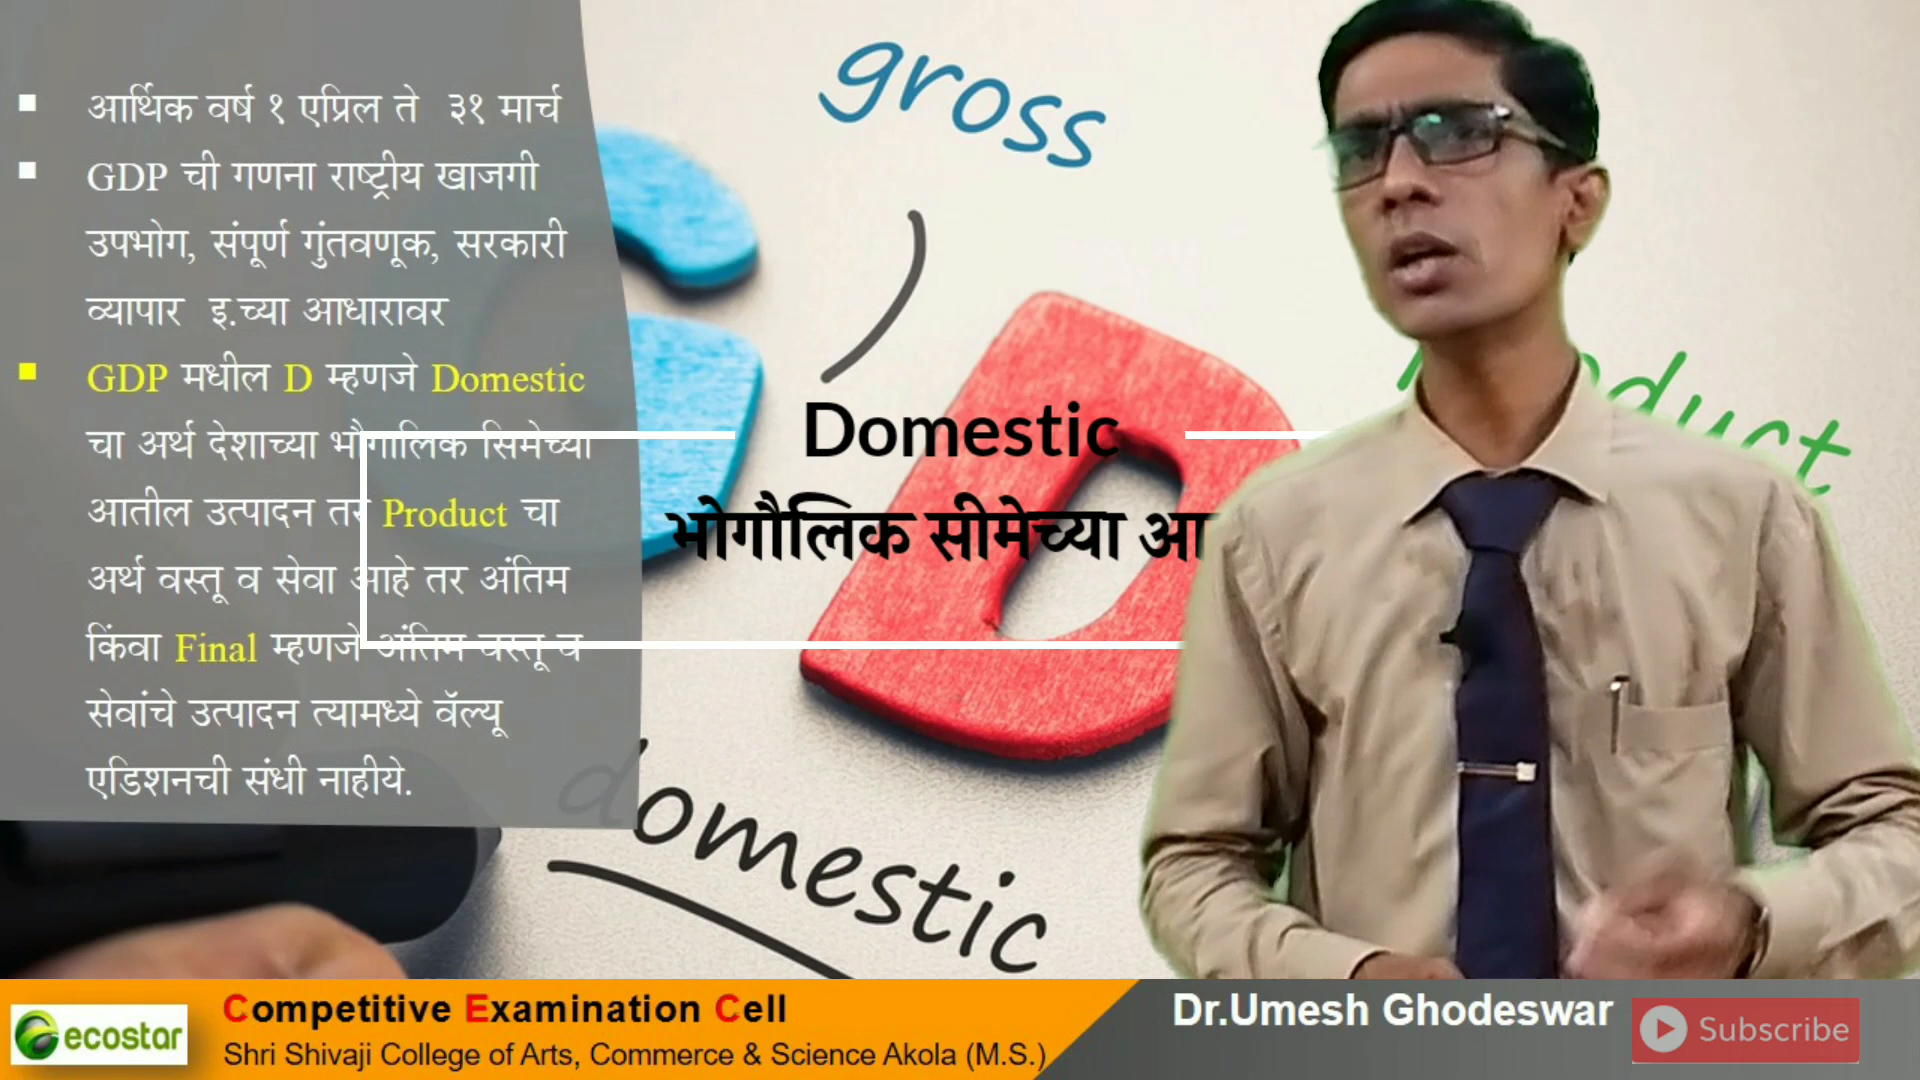 आर्थिक वर्ष १ एप्रिल ते ३१ मार्च
GDP ची गणना राष्ट्रीय खाजगी
उपभोग, संपूर्ण गुंतवणूक, सरकारी
व्यापार इ.च्या आधारावर
GDP मधील D म्हणजे Domestic
चा अर्थ देशाच्या भौगालिक सिमेच्या
आतील उत्पादन तर Product चा
अर्थ वस्तू व सेवा आहे तर अंतिम
किंवा Final म्हणजे अंतिम वस्तू व
सेवांचे उत्पादन त्यामध्ये वॅल्यू
एडिशनची संधी नाहीये.
gross
G D
Domestic
भोगौलिक सीमेच्या आ
domestic
ecostar
Competitive Examination Cell
Shri Shivaji College of Arts, Commerce & Science Akola (M.S.)
Dr.Umesh Ghodeswar
Subscribe